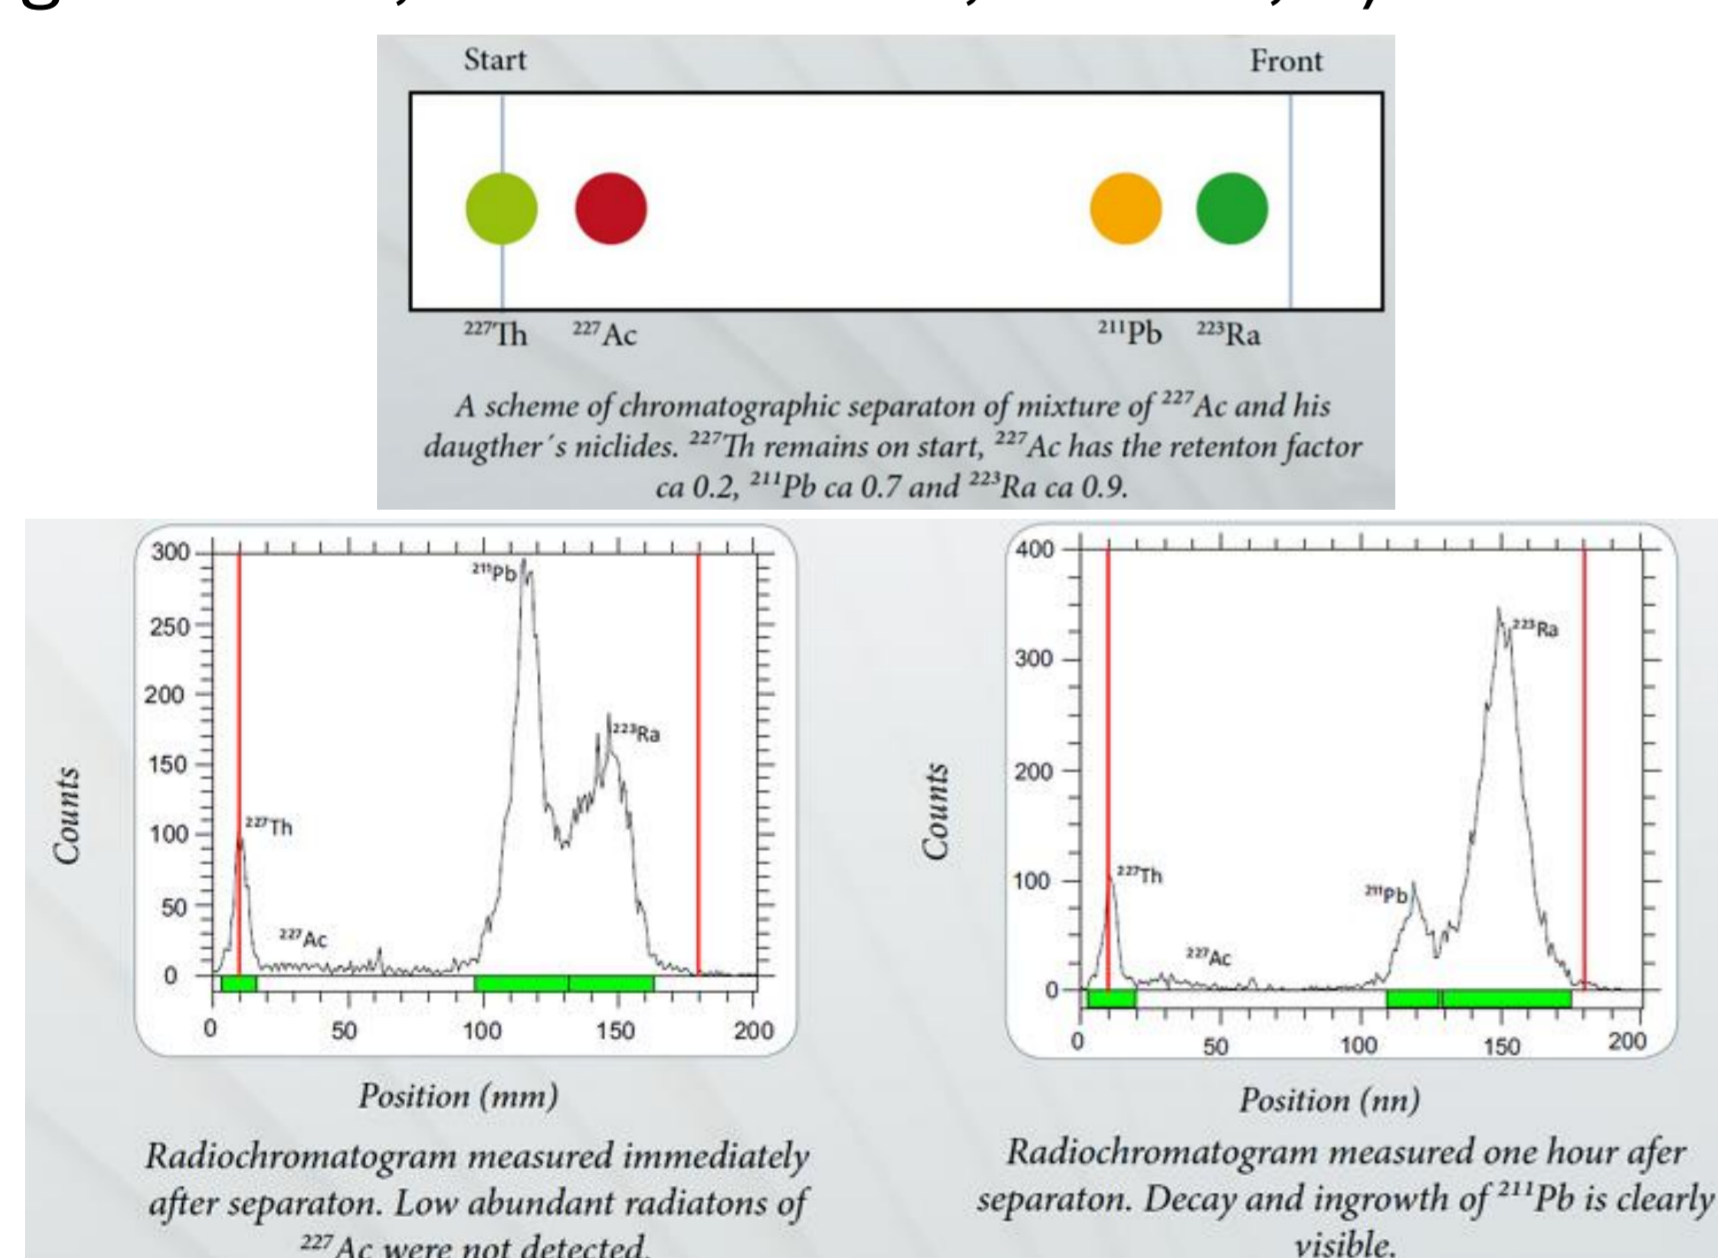 Start Front
²²⁷Th ²²⁷Ac ²¹¹Pb ²²³Ra
A scheme of chromatographic separaton of mixture of ²²⁷Ac and his
daugther´s niclides. ²²⁷Th remains on start, ²²⁷Ac has the retenton factor
ca 0.2, ²¹¹Pb ca 0.7 and ²²³Ra ca 0.9.
300
250
200
150
100
50
0
Counts
²¹¹Pb
²²³Ra
²²⁷Th
²²⁷Ac
0 50 100 150 200
Position (mm)
Radiochromatogram measured immediately
after separaton. Low abundant radiatons of
²²⁷Ac were not detected.
400
300
200
100
0
Counts
²²³Ra
²²⁷Th
²¹¹Pb
²²⁷Ac
0 50 100 150 200
Position (nn)
Radiochromatogram measured one hour afer
separaton. Decay and ingrowth of ²¹¹Pb is clearly
visible.